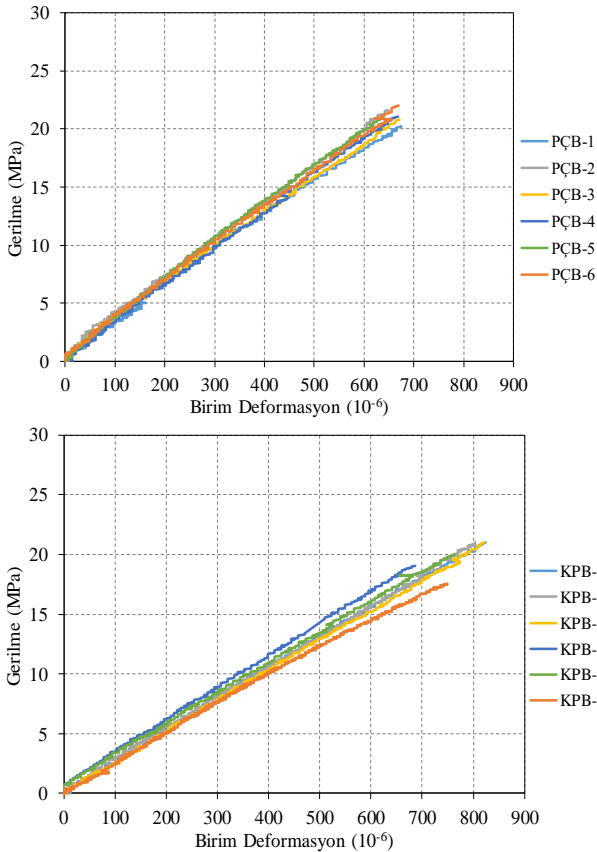 30
25
20
15
10
5
0
Gerilme (MPa)
0 100 200 300 400 500 600 700 800 900
Birim Deformasyon (10⁻⁶)
PÇB-1
PÇB-2
PÇB-3
PÇB-4
PÇB-5
PÇB-6
30
25
20
15
10
5
0
Gerilme (MPa)
0 100 200 300 400 500 600 700 800 900
Birim Deformasyon (10⁻⁶)
KPB-
KPB-
KPB-
KPB-
KPB-
KPB-